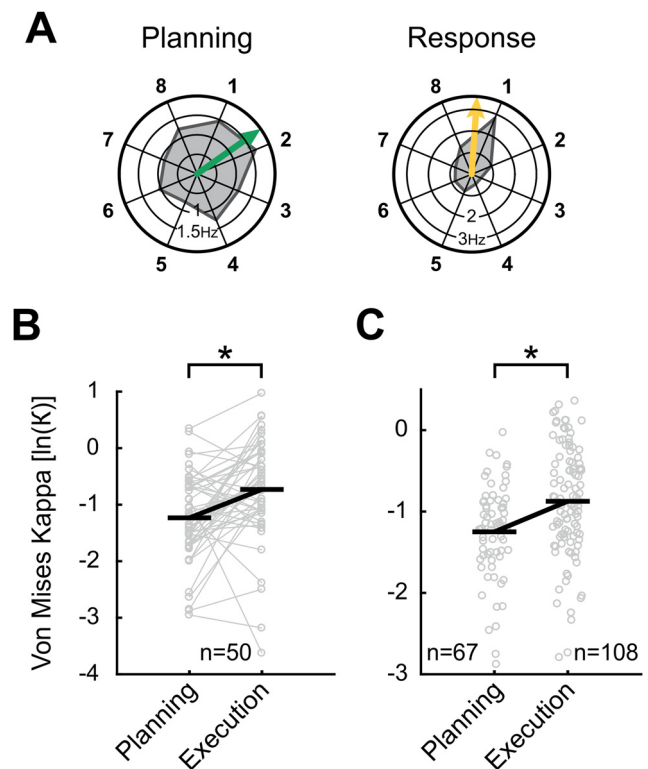 A
Planning
Response
8 1
7 2
6 3
5 4
1
1.5Hz
8 1
7 2
6 3
5 4
2
3Hz
B
*
Von Mises Kappa [ln(K)]
1
0
-1
-2
-3
-4
n=50
Planning
Execution
C
*
0
-1
-2
-3
n=67
n=108
Planning
Execution